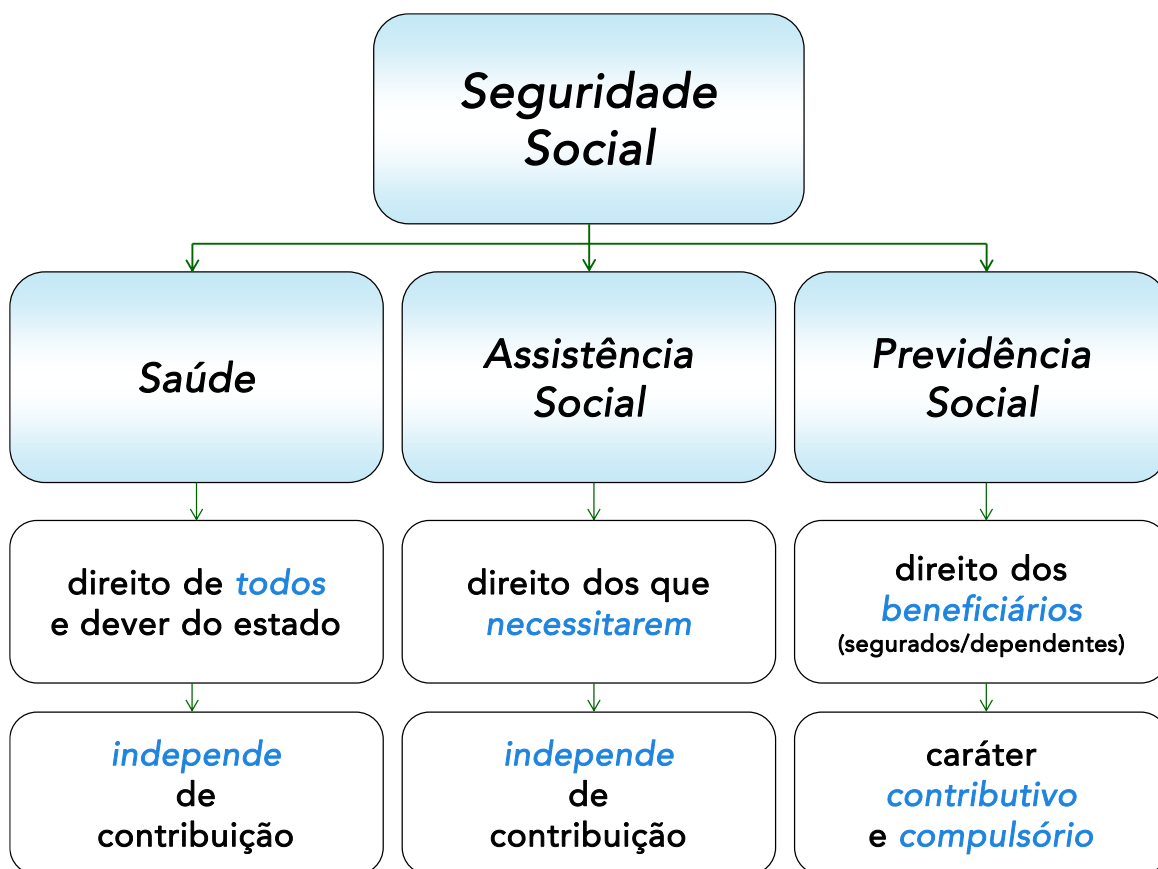 Seguridade
Social
Saúde
Assistência
Social
Previdência
Social
direito de todos
e dever do estado
direito dos que
necessitarem
direito dos
beneficiários
(segurados/dependentes)
independe
de
contribuição
independe
de
contribuição
caráter
contributivo
e compulsório